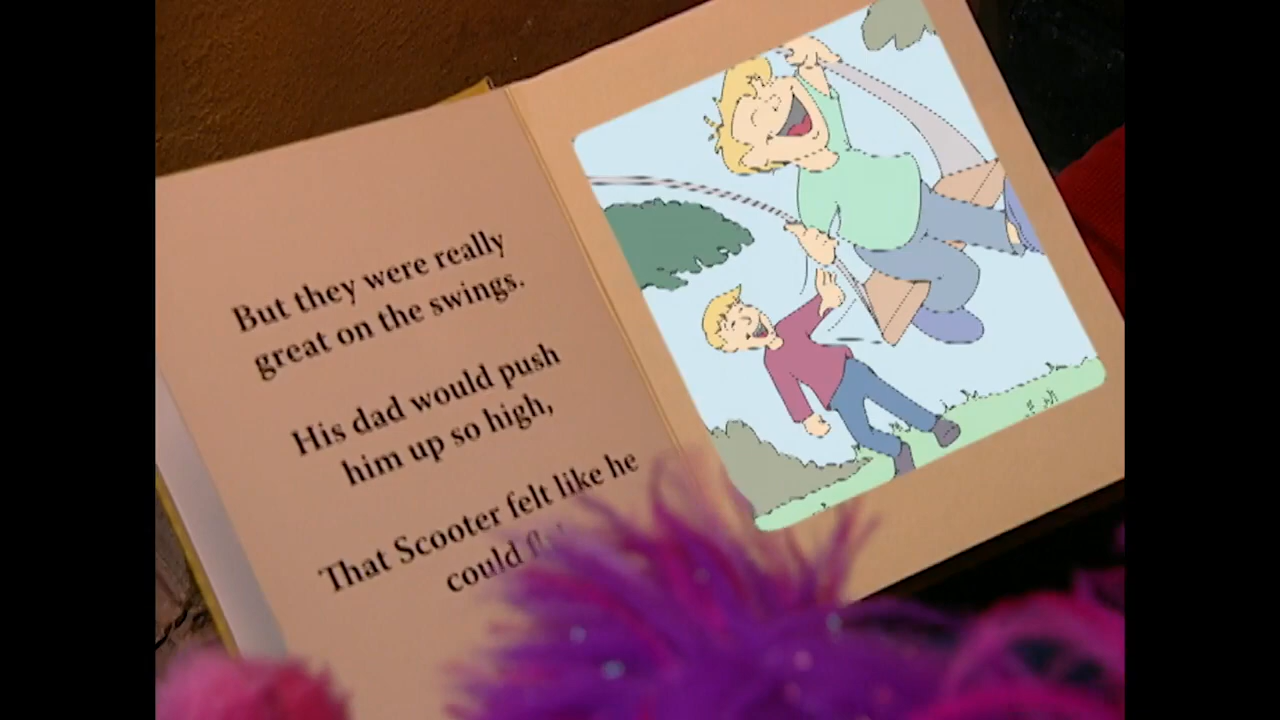 But they were really
great on the swings.
His dad would push
him up so high,
That Scooter felt like he
could